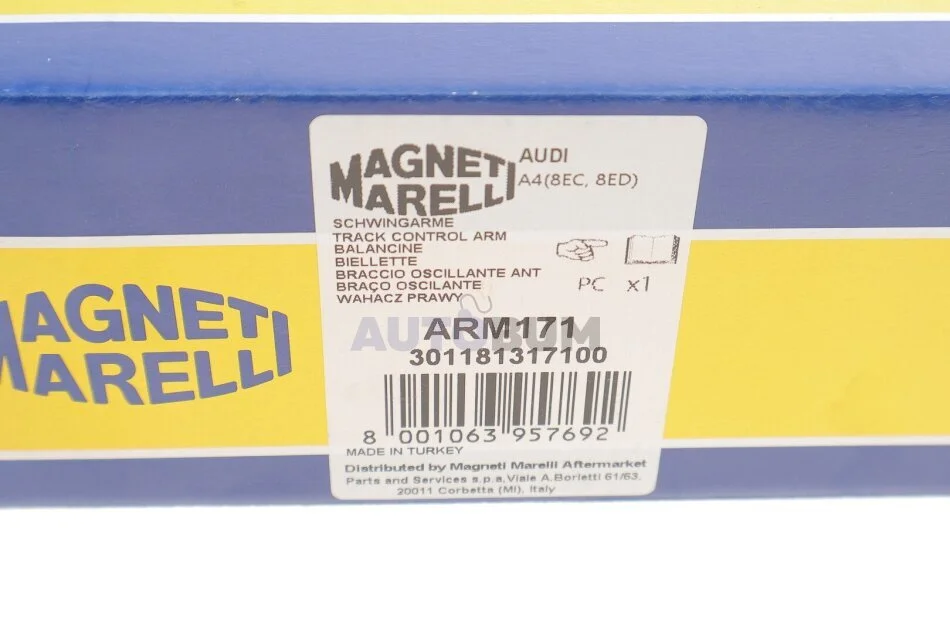 MAGNETI
MARELLI
AUDI
A4(8EC, 8ED)
SCHWINGARME
TRACK CONTROL ARM
BALANCINE
BIELLETTE
BRACCIO OSCILLANTE ANT
BRAÇO OSCILANTE
WAHACZ PRAWY
PC x1
AUTOBUM
ARM171
301181317100
8 001063 957692
MADE IN TURKEY
Distributed by Magneti Marelli Aftermarket
Parts and Services s.p.a,Viale A.Borletti 61/63,
20011 Corbetta (MI), Italy
MAGNETI
MARELLI